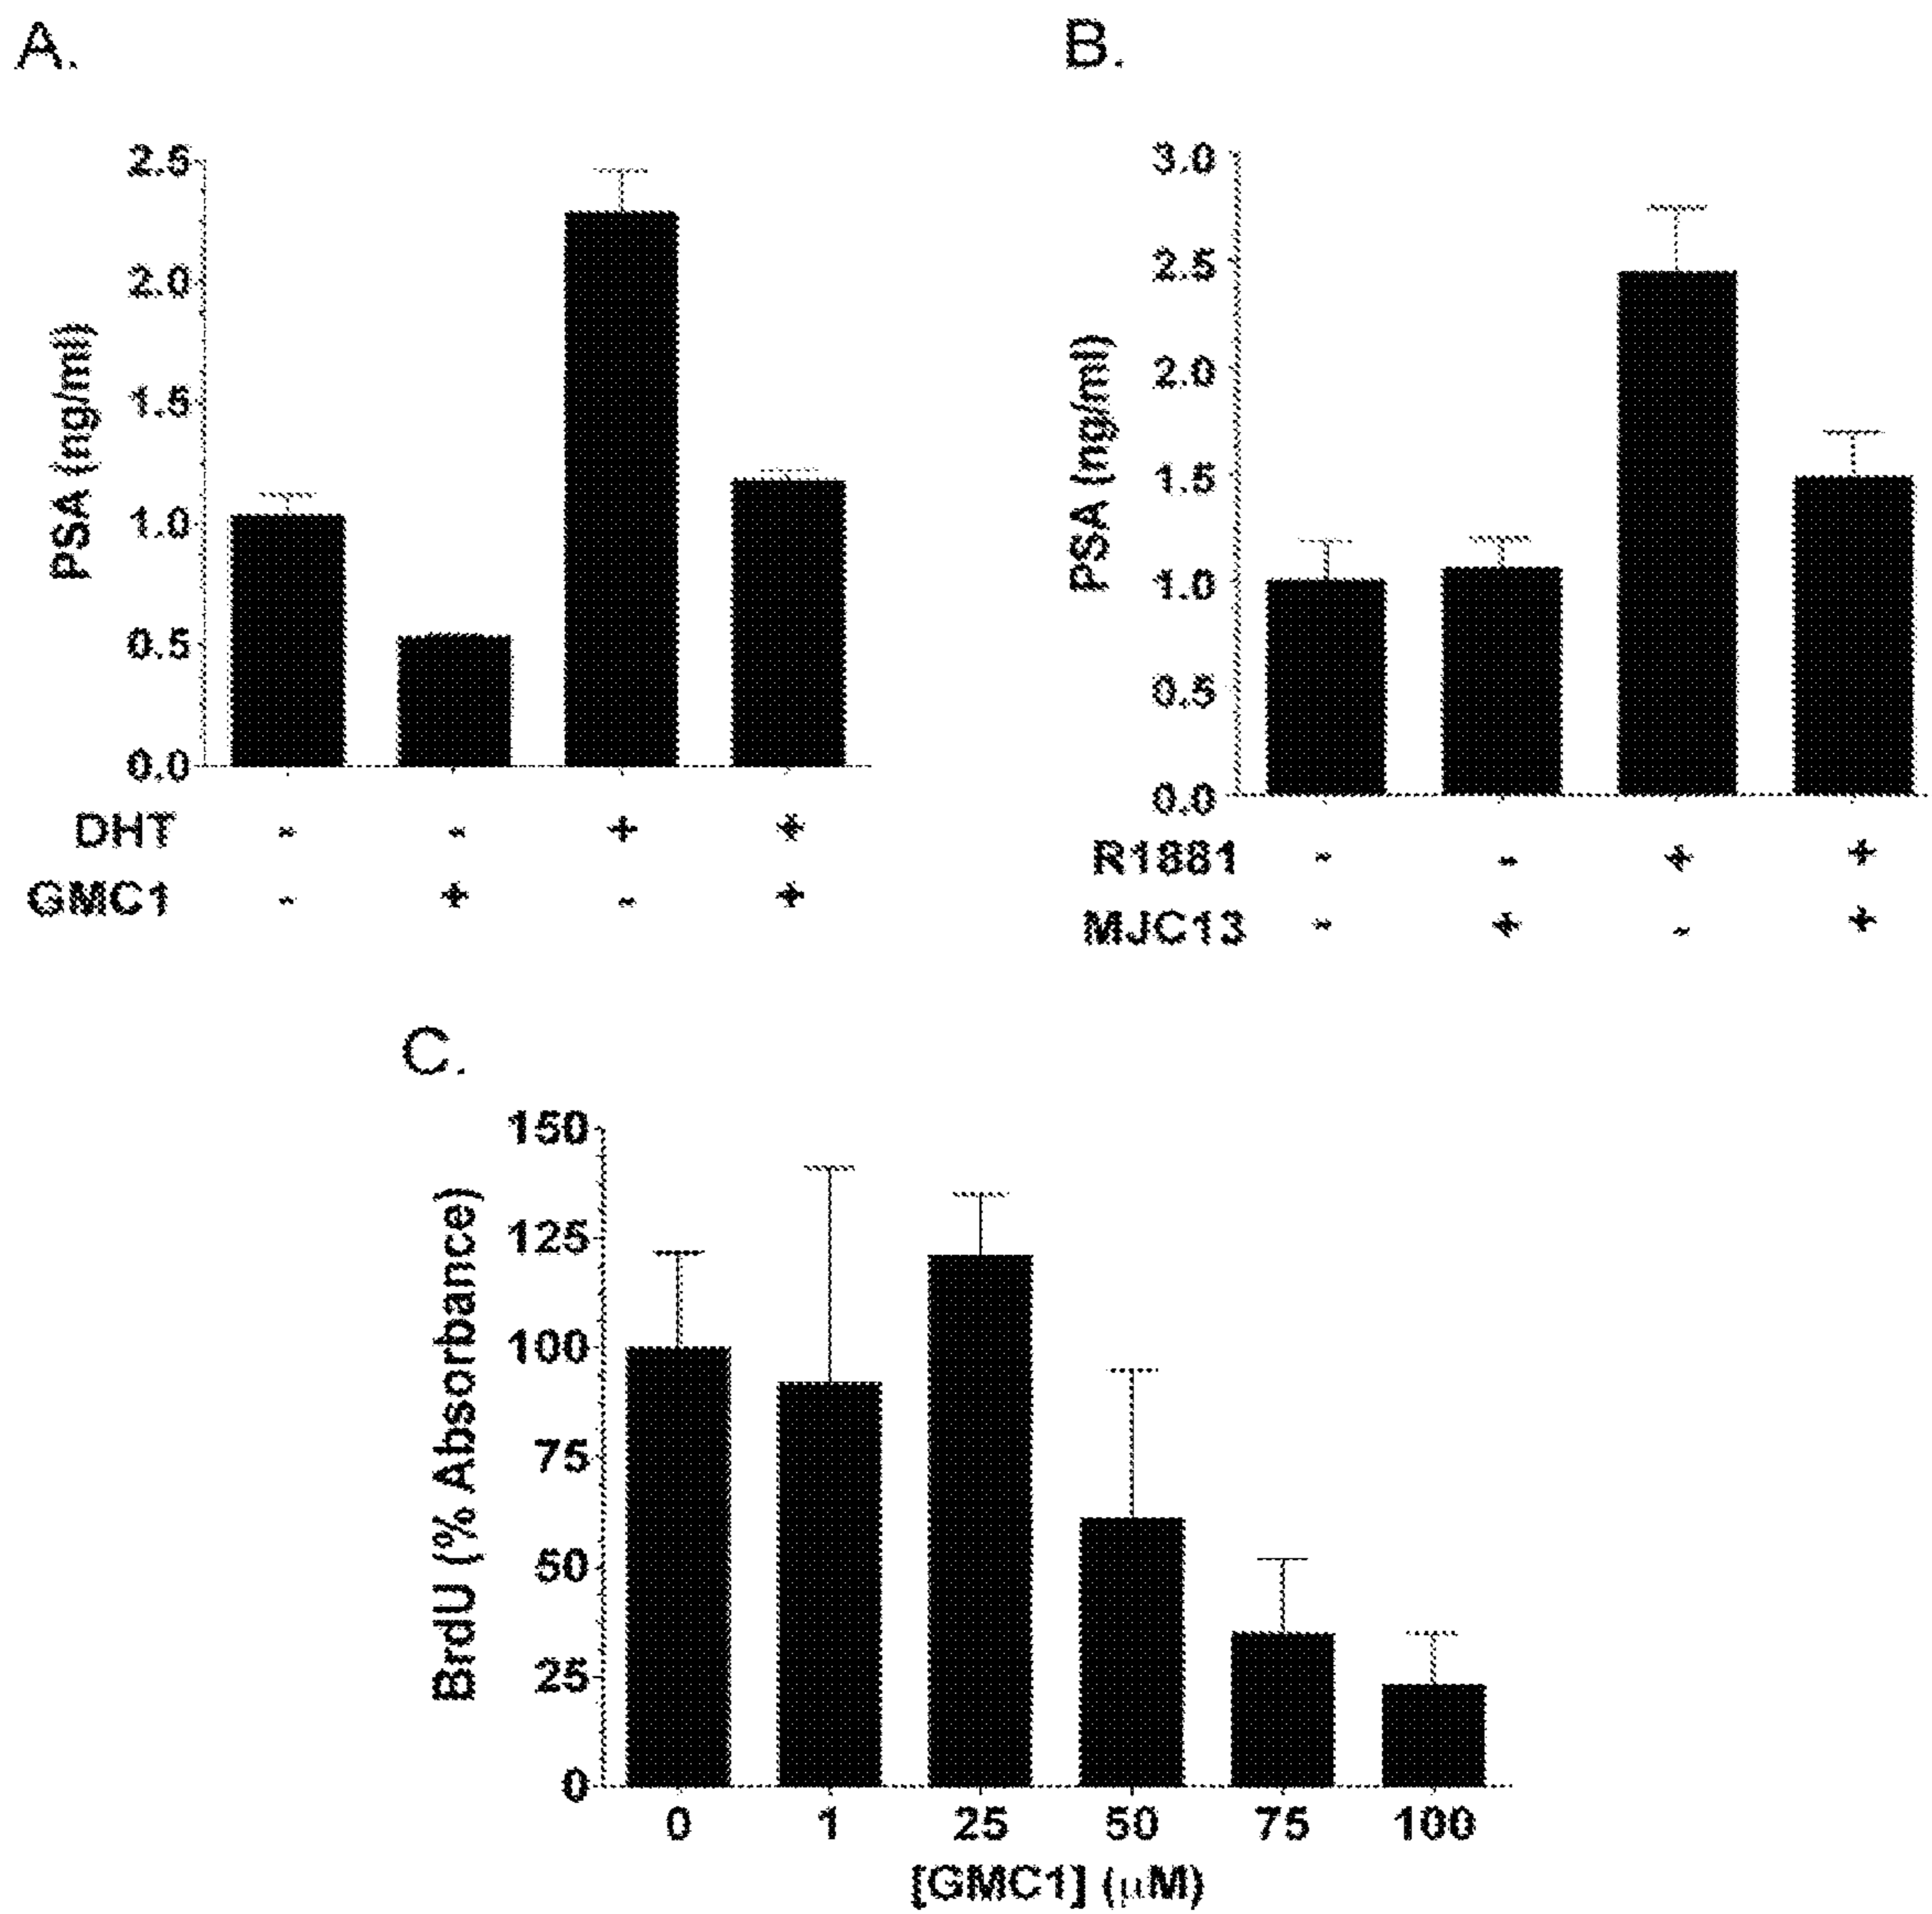 A.
PSA (ng/ml)
2.5
2.0
1.5
1.0
0.5
0.0
DHT - - + +
GMC1 - + - +
B.
PSA (ng/ml)
3.0
2.5
2.0
1.5
1.0
0.5
0.0
R1881 - - + +
MJC13 - + - +
C.
BrdU (% Absorbance)
150
125
100
75
50
25
0
0 1 25 50 75 100
[GMC1] (μM)